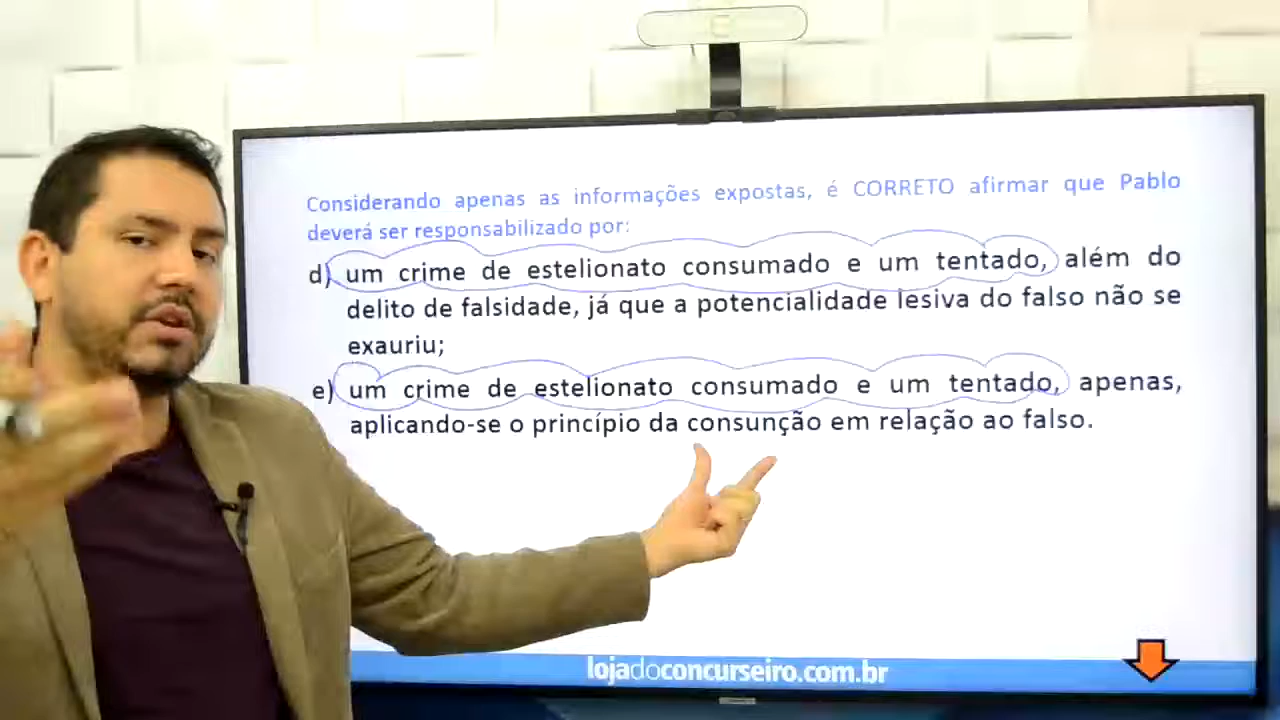 Considerando apenas as informações expostas, é CORRETO afirmar que Pablo
deverá ser responsabilizado por:
d) um crime de estelionato consumado e um tentado, além do
delito de falsidade, já que a potencialidade lesiva do falso não se
exauriu;
e) um crime de estelionato consumado e um tentado, apenas,
aplicando-se o princípio da consunção em relação ao falso.
lojadoconcurseiro.com.br